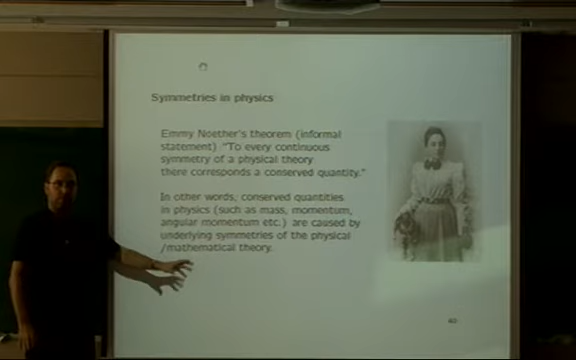 Symmetries in physics
Emmy Noether's theorem (informal
statement) "To every continuous
symmetry of a physical theory
there corresponds a conserved quantity."
In other words, conserved quantities
in physics (such as mass, momentum,
angular momentum etc.) are caused by
underlying symmetries of the physical
/mathematical theory.